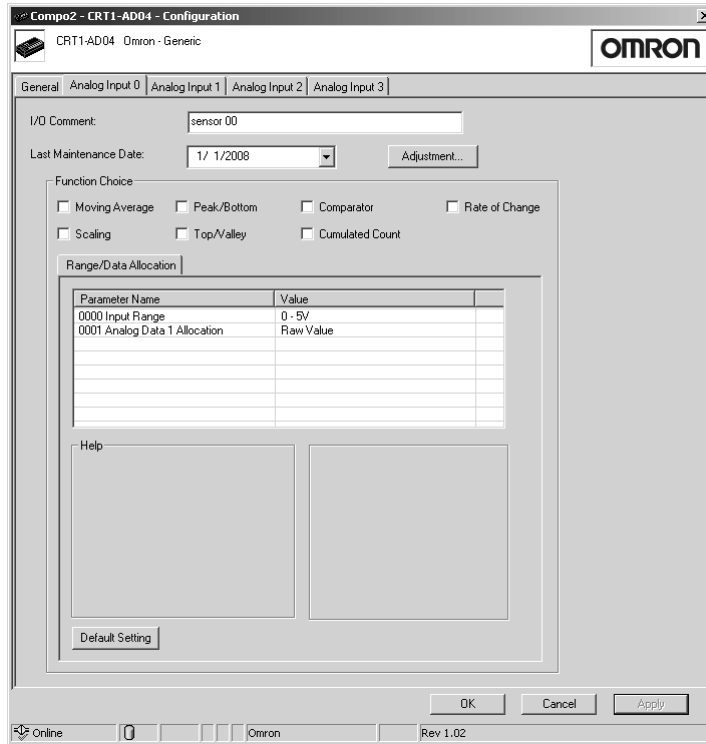 Compo2 - CRT1-AD04 - Configuration
CRT1-AD04 Omron - Generic
OMRON
General Analog Input 0 Analog Input 1 Analog Input 2 Analog Input 3
I/O Comment: sensor 00
Last Maintenance Date: 1/ 1/2008 Adjustment...
Function Choice
Moving Average Peak/Bottom Comparator Rate of Change
Scaling Top/Valley Cumulated Count
Range/Data Allocation
Parameter Name Value
0000 Input Range 0 - 5V
0001 Analog Data 1 Allocation Raw Value
Help
Default Setting
OK Cancel Apply
Online Omron Rev 1.02